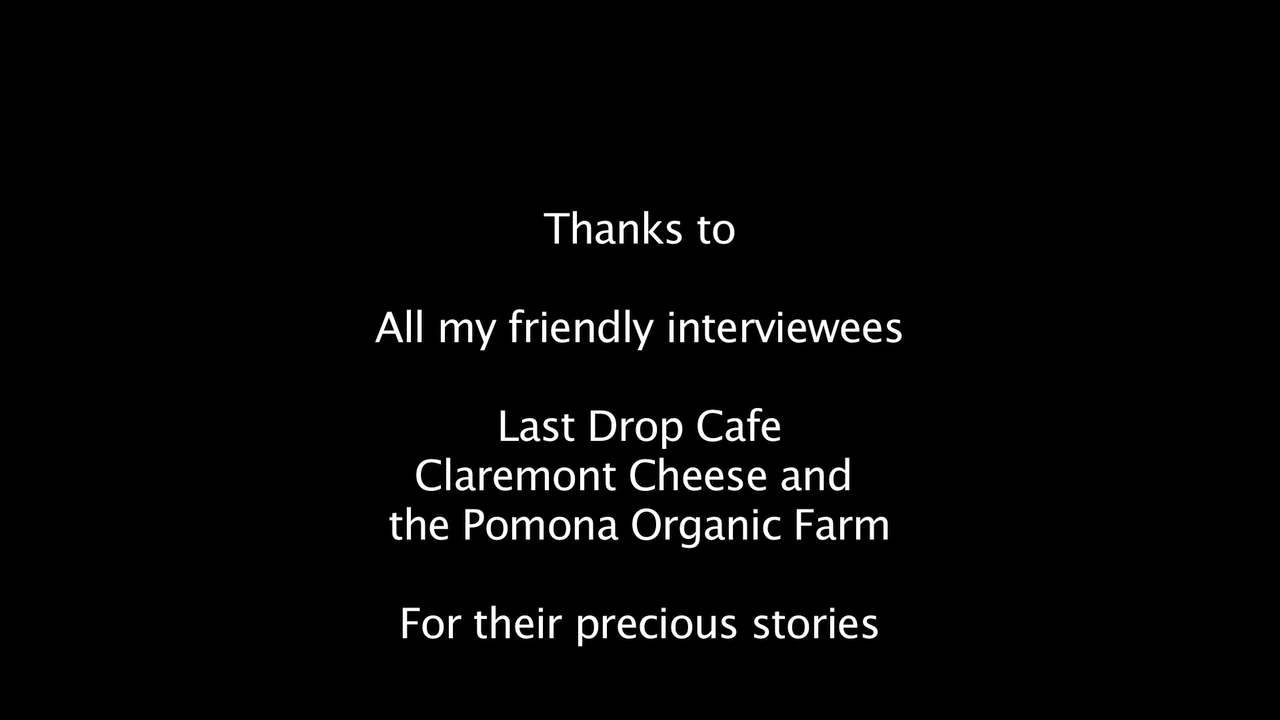 Thanks to
All my friendly interviewees
Last Drop Cafe
Claremont Cheese and
the Pomona Organic Farm
For their precious stories